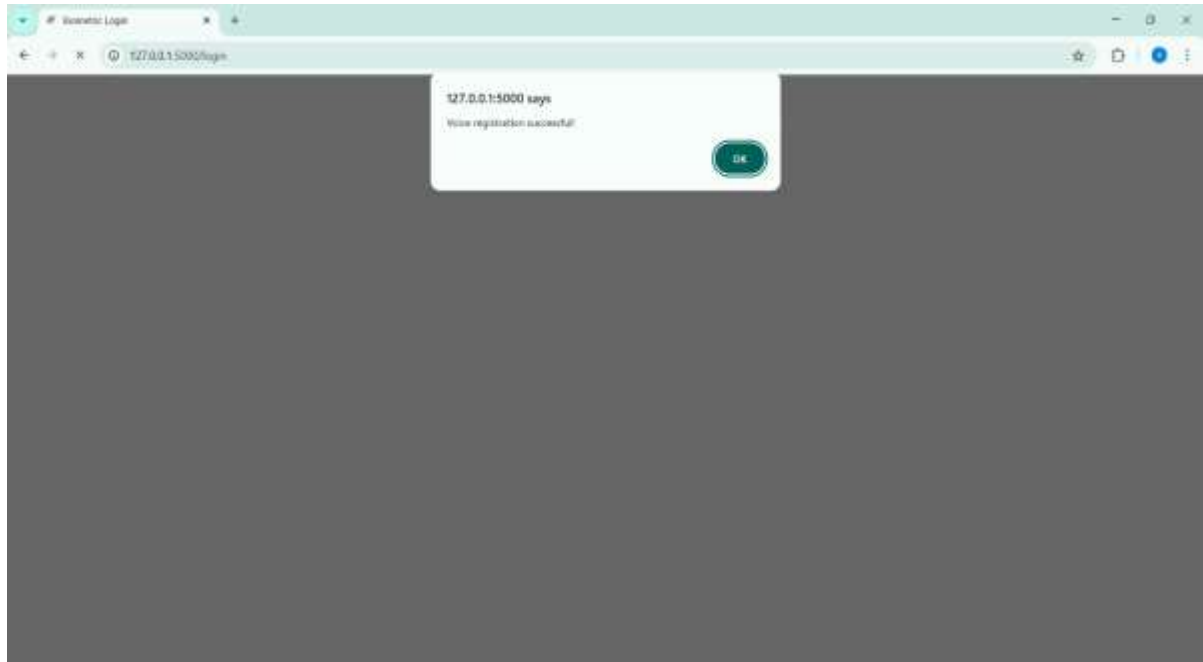 Biometric Login
127.0.0.1:5000/login
127.0.0.1:5000 says
Voice registration successful!
OK